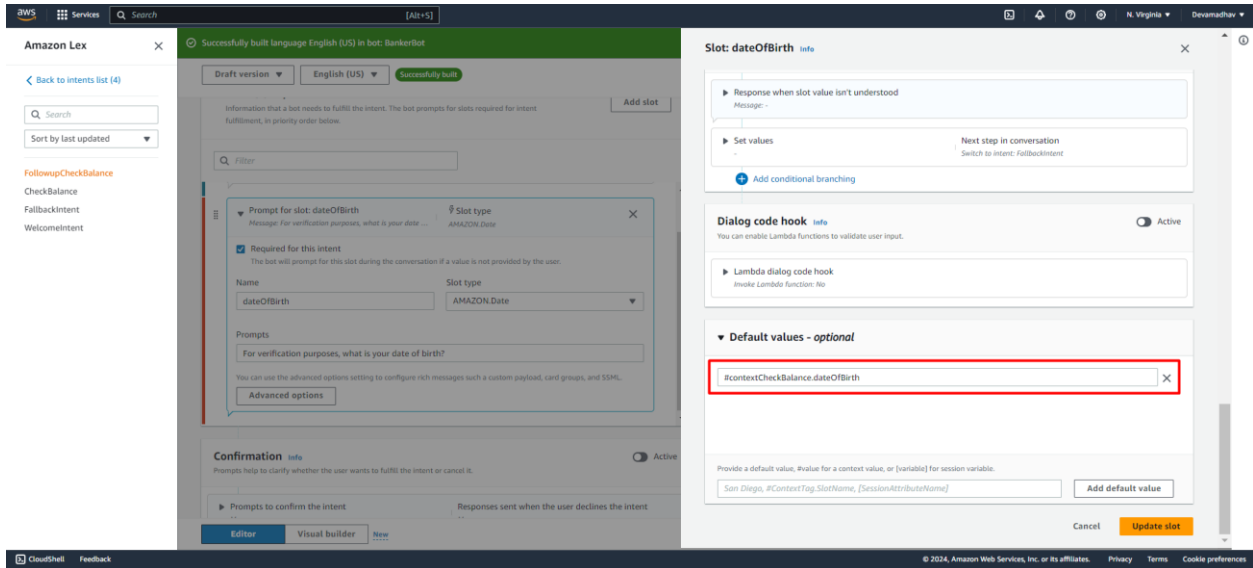 aws Services Search [Alt+S] N. Virginia Devamadhav
Amazon Lex
Back to intents list (4)
Search
Sort by last updated
FollowupCheckBalance
CheckBalance
FallbackIntent
WelcomeIntent
Successfully built language English (US) in bot: BankerBot
Draft version English (US) Successfully built
Information that a bot needs to fulfill the intent. The bot prompts for slots required for intent
fulfillment, in priority order below.
Add slot
Filter
Prompt for slot: dateOfBirth
Message: For verification purposes, what is your date ...
Slot type
AMAZON.Date
Required for this intent
The bot will prompt for this slot during the conversation if a value is not provided by the user.
Name
dateOfBirth
Slot type
AMAZON.Date
Prompts
For verification purposes, what is your date of birth?
You can use the advanced options setting to configure rich messages such a custom payload, card groups, and SSML.
Advanced options
Confirmation Info
Active
Prompts help to clarify whether the user wants to fulfill the intent or cancel it.
Prompts to confirm the intent
Responses sent when the user declines the intent
Editor Visual builder New
Slot: dateOfBirth Info
Response when slot value isn't understood
Message: -
Set values
-
Next step in conversation
Switch to intent: FallbackIntent
Add conditional branching
Dialog code hook Info
Active
You can enable Lambda functions to validate user input.
Lambda dialog code hook
Invoke Lambda function: No
Default values - optional
#contextCheckBalance.dateOfBirth
Provide a default value, #value for a context value, or [variable] for session variable.
San Diego, #ContextTag.SlotName, [SessionAttributeName]
Add default value
Cancel Update slot
CloudShell Feedback © 2024, Amazon Web Services, Inc. or its affiliates. Privacy Terms Cookie preferences